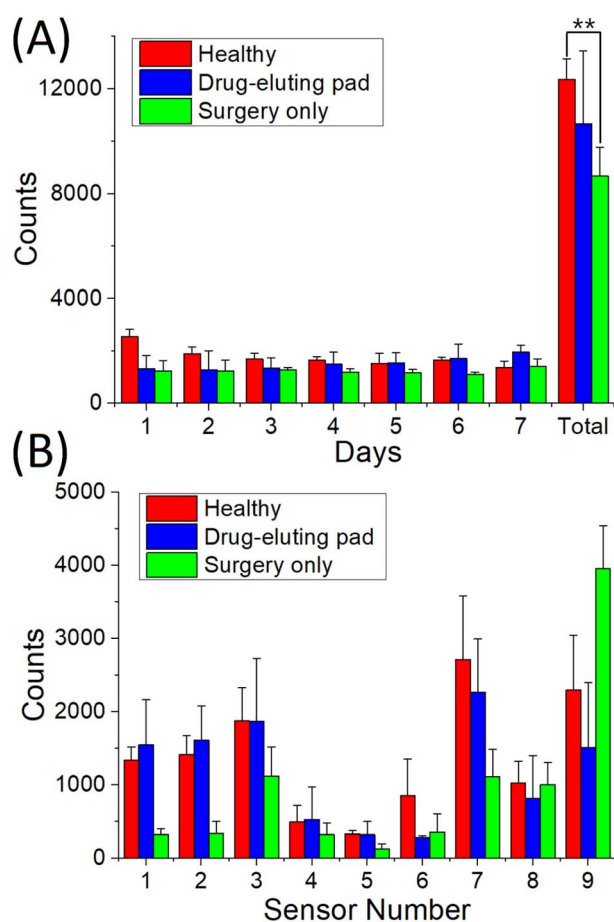 (A)
**
Healthy
Drug-eluting pad
Surgery only
12000
8000
4000
0
Counts
1 2 3 4 5 6 7 Total
Days
(B)
5000
4000
3000
2000
1000
0
Healthy
Drug-eluting pad
Surgery only
Counts
1 2 3 4 5 6 7 8 9
Sensor Number